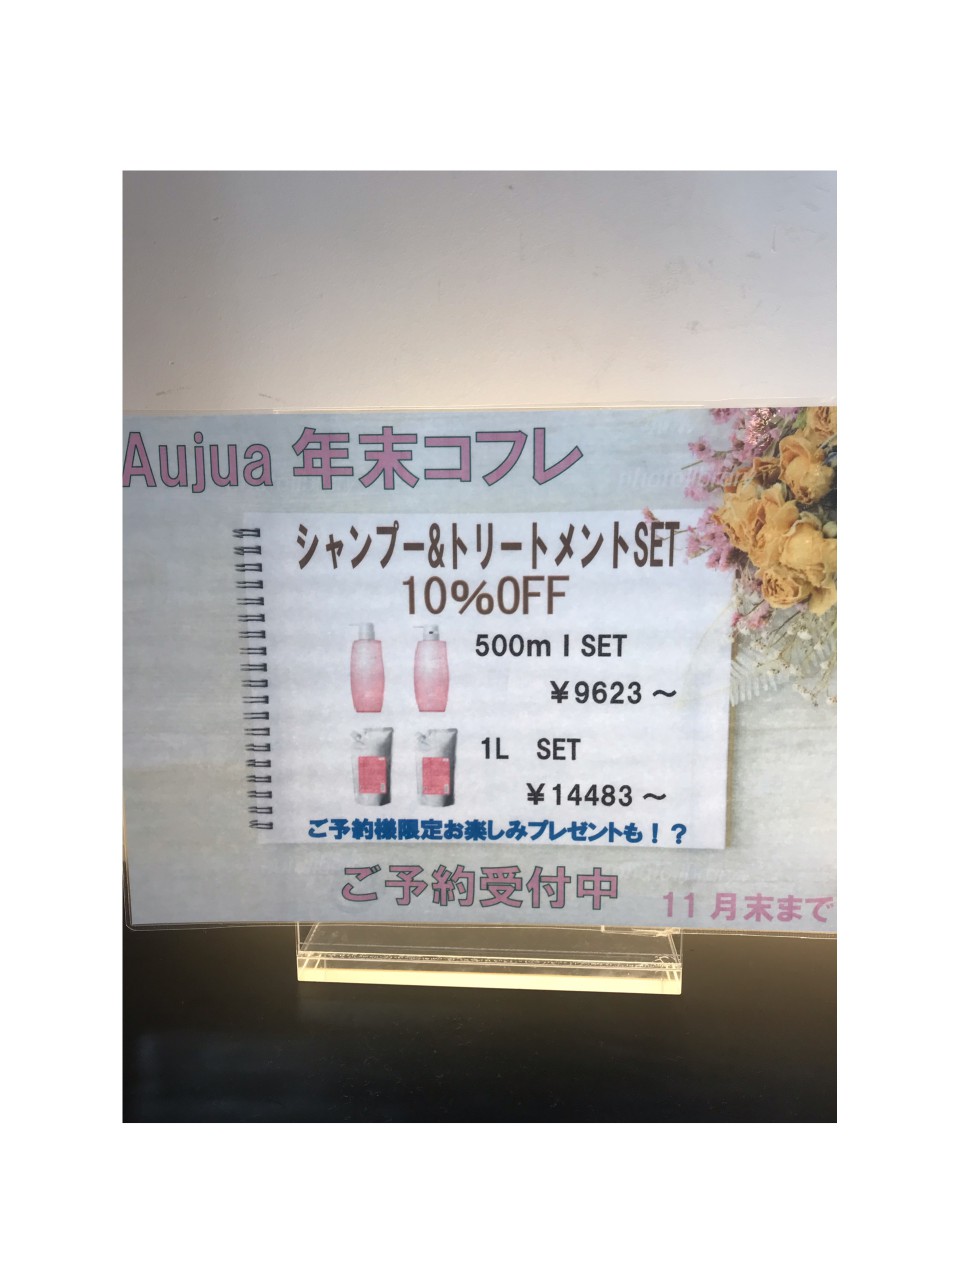 Aujua 年末コフレ
シャンプー&トリートメントSET
10%OFF
500ml SET
￥9623～
1L SET
￥14483～
ご予約様限定お楽しみプレゼントも！？
ご予約受付中
11月末まで